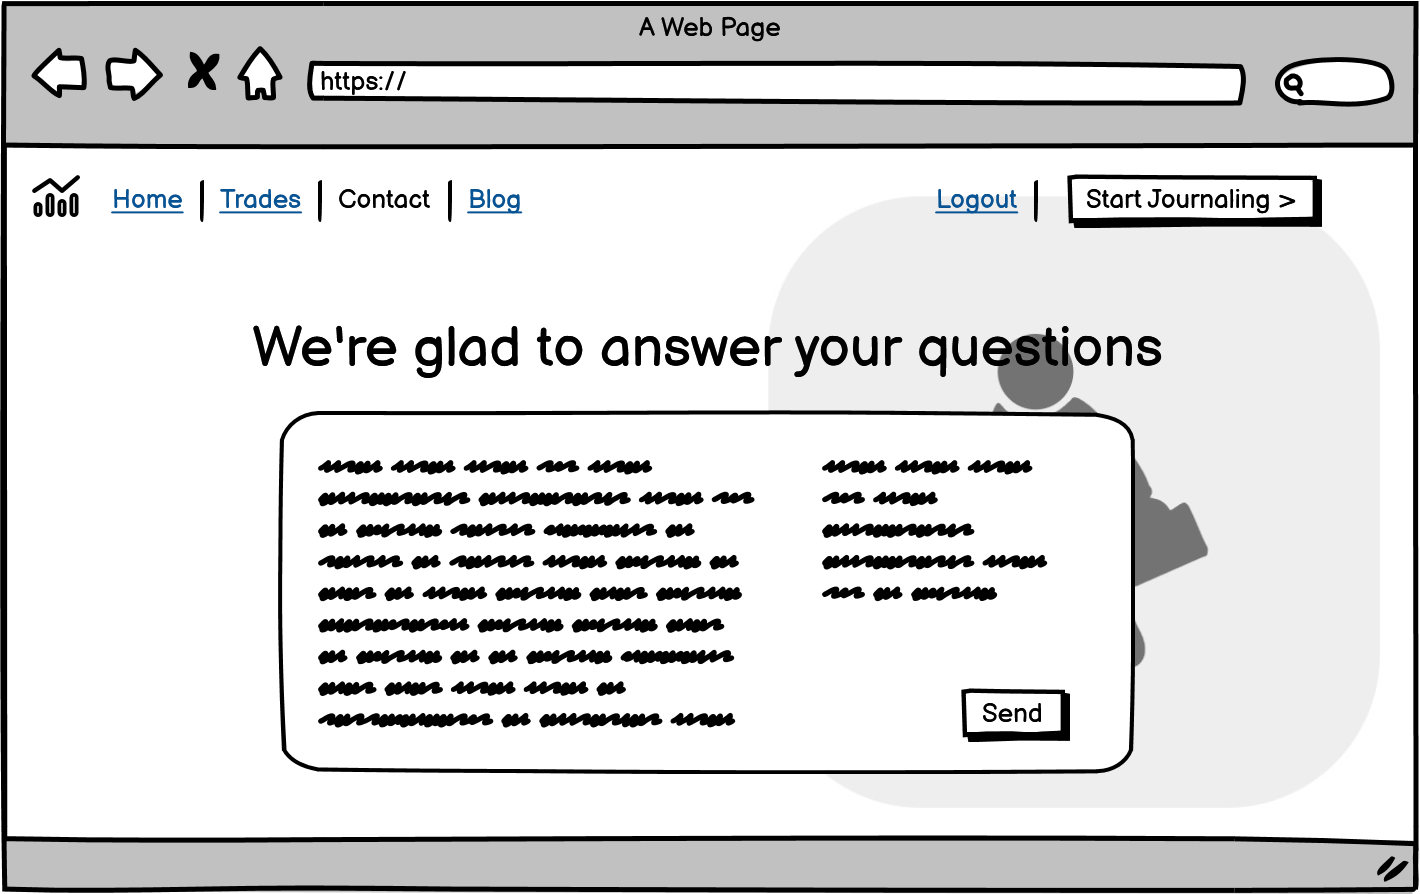 A Web Page
https://
Home Trades Contact Blog Logout Start Journaling >
We're glad to answer your questions
Send